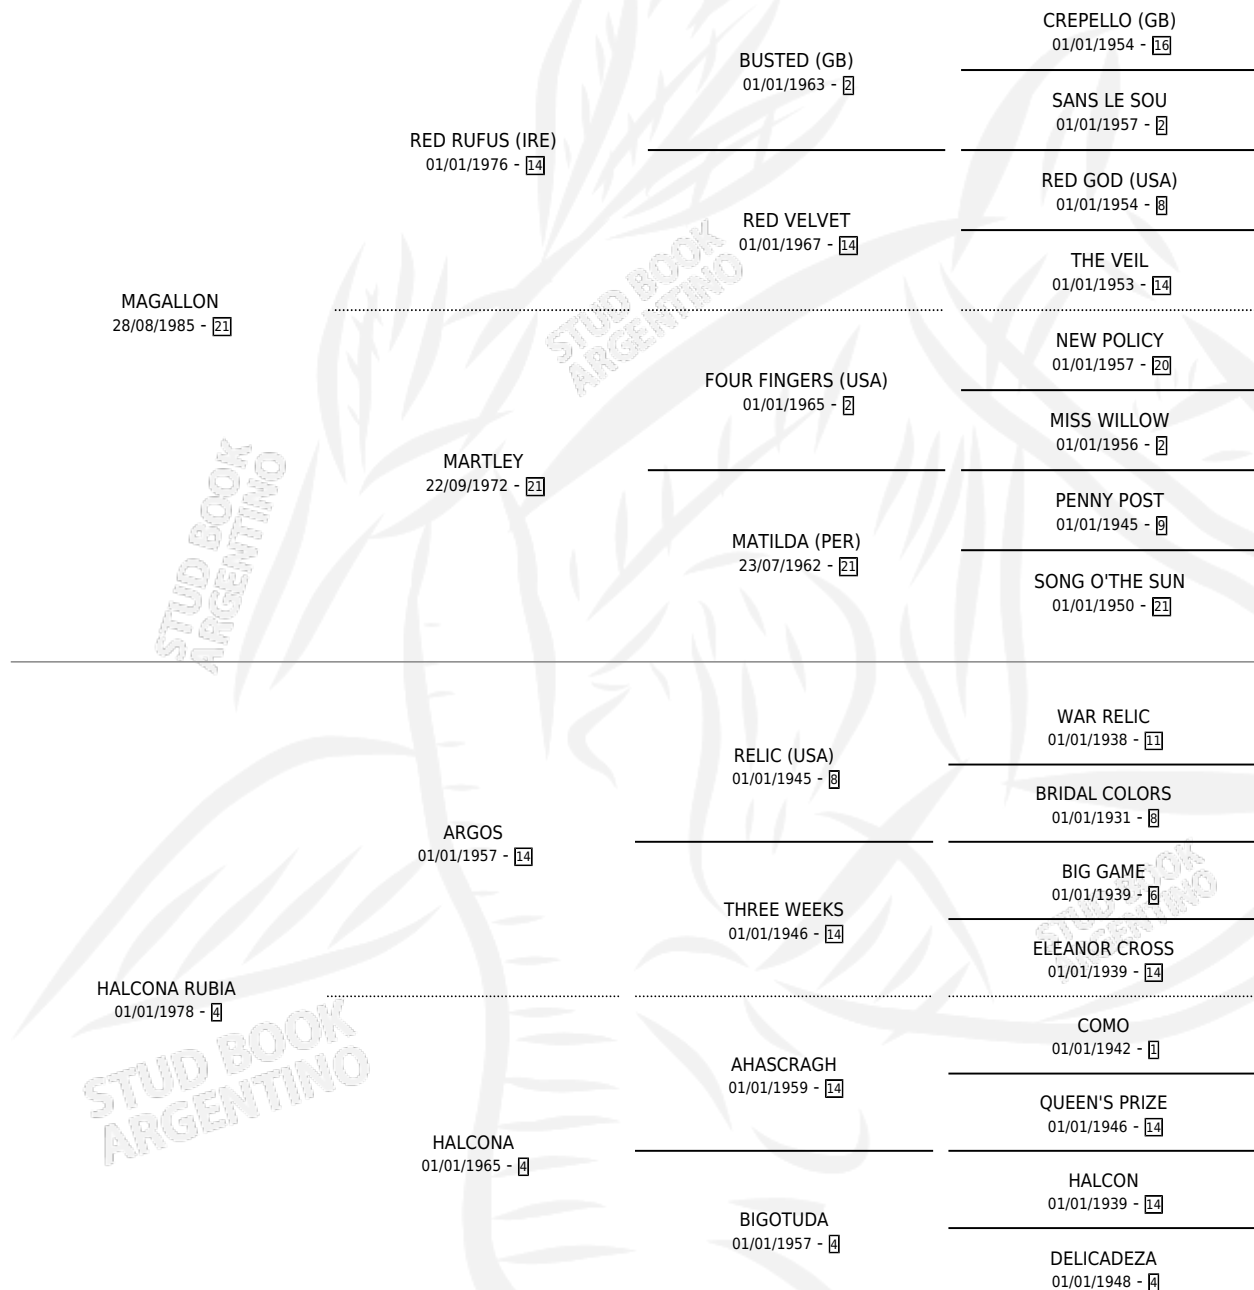 CREPELLO (GB)
01/01/1954 - 16
BUSTED (GB)
01/01/1963 - 2
SANS LE SOU
01/01/1957 - 2
RED RUFUS (IRE)
01/01/1976 - 14
RED GOD (USA)
01/01/1954 - 8
RED VELVET
01/01/1967 - 14
THE VEIL
01/01/1953 - 14
MAGALLON
28/08/1985 - 21
NEW POLICY
01/01/1957 - 20
FOUR FINGERS (USA)
01/01/1965 - 2
MISS WILLOW
01/01/1956 - 2
MARTLEY
22/09/1972 - 21
PENNY POST
01/01/1945 - 9
MATILDA (PER)
23/07/1962 - 21
SONG O'THE SUN
01/01/1950 - 21
WAR RELIC
01/01/1938 - 11
RELIC (USA)
01/01/1945 - 8
BRIDAL COLORS
01/01/1931 - 8
ARGOS
01/01/1957 - 14
BIG GAME
01/01/1939 - 6
THREE WEEKS
01/01/1946 - 14
ELEANOR CROSS
01/01/1939 - 14
HALCONA RUBIA
01/01/1978 - 4
COMO
01/01/1942 - 1
AHASCRAGH
01/01/1959 - 14
QUEEN'S PRIZE
01/01/1946 - 14
HALCONA
01/01/1965 - 4
HALCON
01/01/1939 - 14
BIGOTUDA
01/01/1957 - 4
DELICADEZA
01/01/1948 - 4
STUD BOOK
ARGENTINO
STUD BOOK
ARGENTINO
STUD BOOK
ARGENTINO
STUD BOOK
ARGENTINO